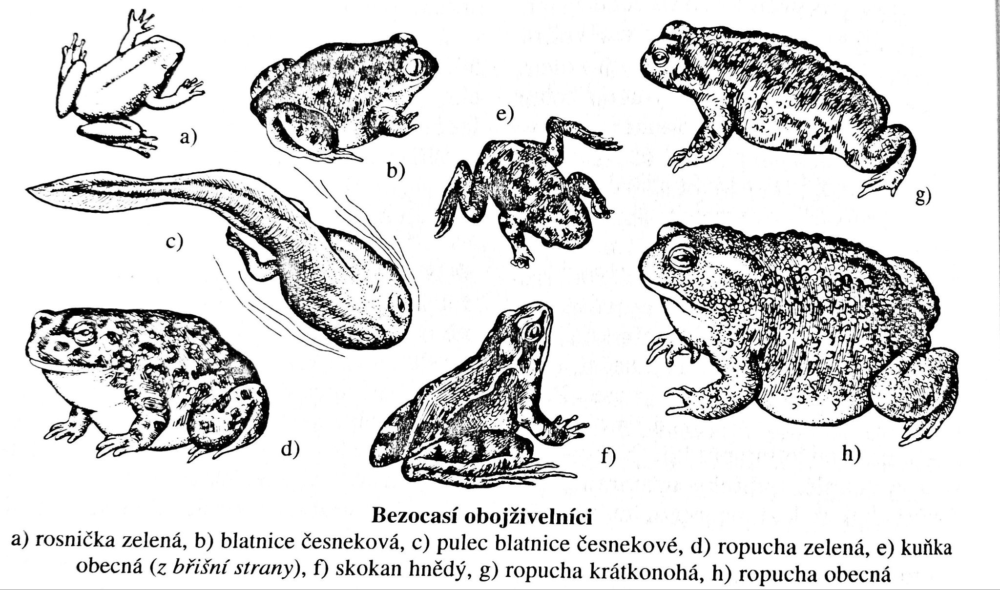 a)
b)
e)
g)
c)
d)
f)
h)
Bezocasí obojživelníci
a) rosnička zelená, b) blatnice česneková, c) pulec blatnice česnekové, d) ropucha zelená, e) kuňka
obecná (z břišní strany), f) skokan hnědý, g) ropucha krátkonohá, h) ropucha obecná